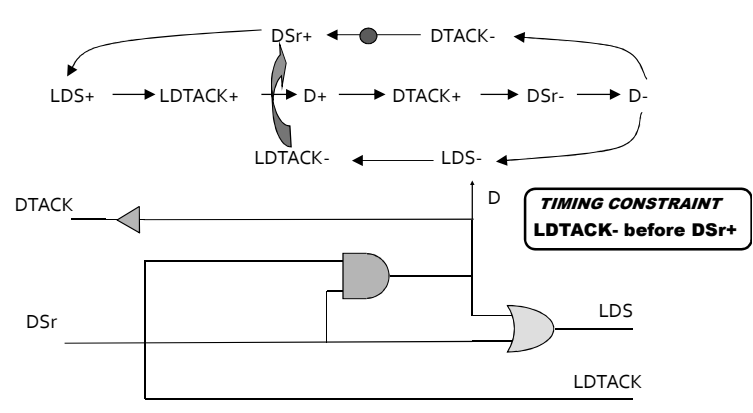 DSr+ DTACK-
LDS+ LDTACK+ D+ DTACK+ DSr- D-
LDTACK- LDS-
DTACK
D
TIMING CONSTRAINT
LDTACK- before DSr+
DSr
LDS
LDTACK